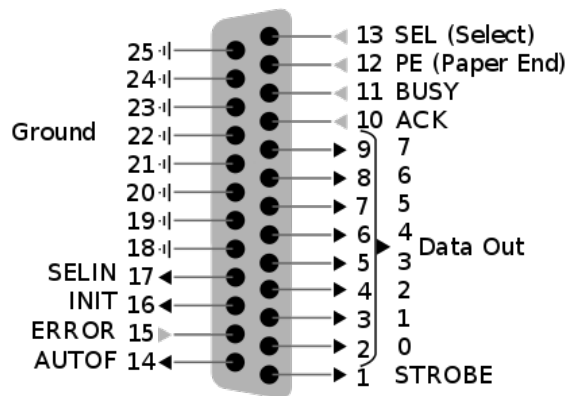 13 SEL (Select)
25
12 PE (Paper End)
24
11 BUSY
23
10 ACK
Ground
22
9 7
21
8 6
20
7 5
19
6 4
Data Out
18
5 3
SELIN 17
4 2
INIT 16
3 1
ERROR 15
2 0
AUTOF 14
1 STROBE